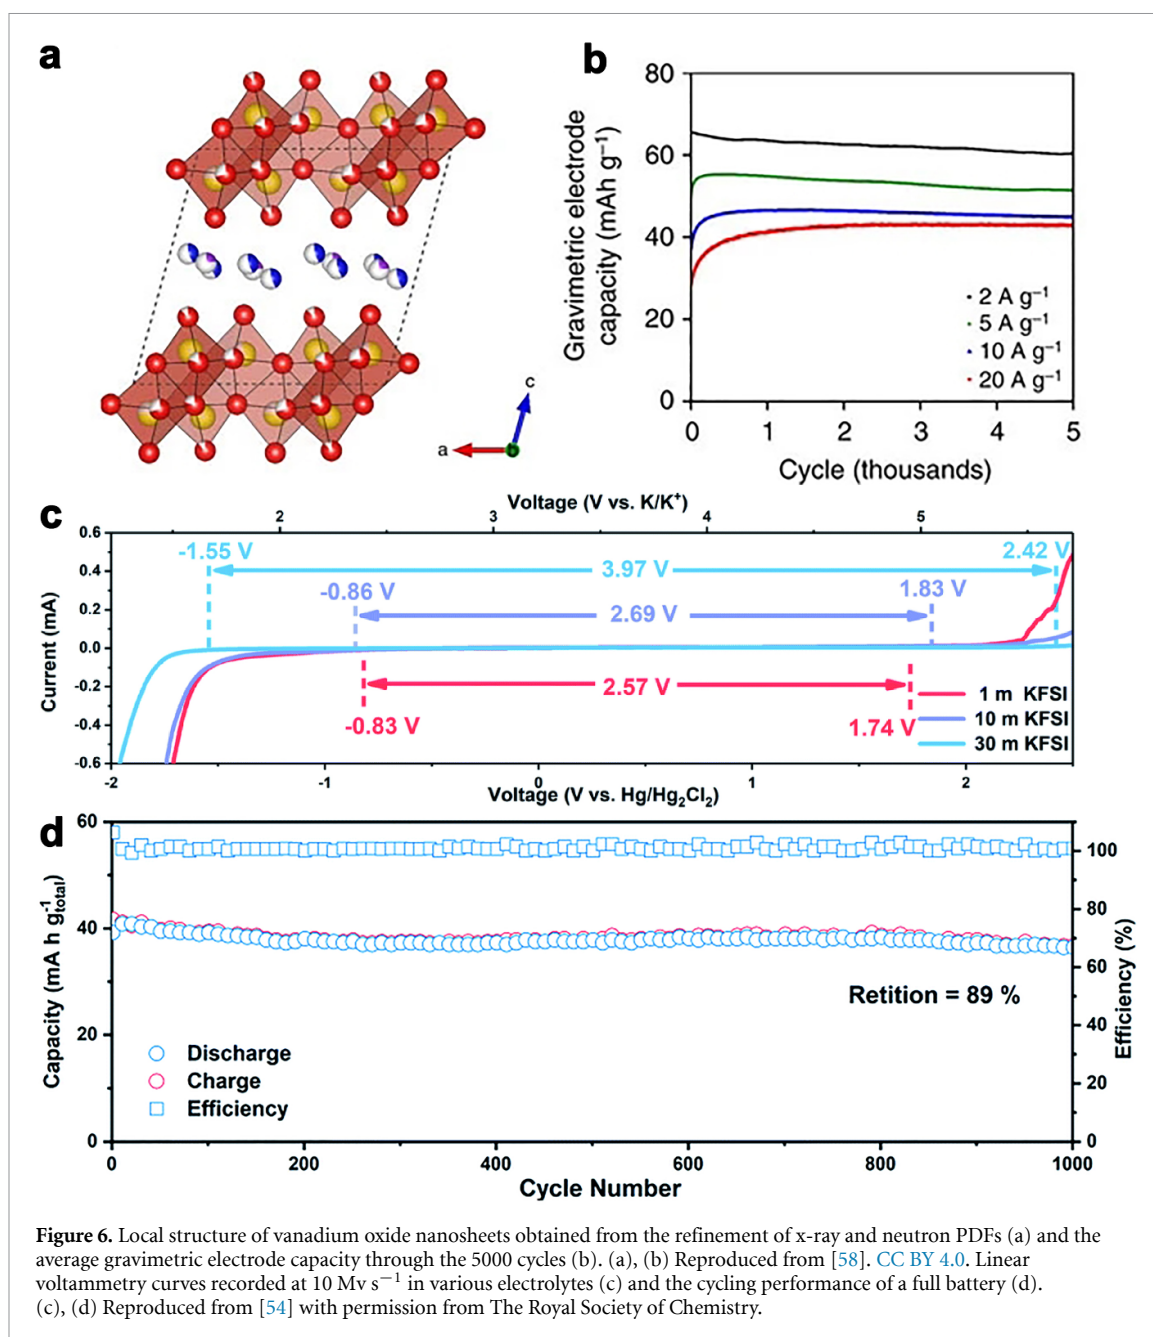 a
c
a
b
b
80
60
40
20
0
Gravimetric electrode
capacity (mAh g⁻¹)
2 A g⁻¹
5 A g⁻¹
10 A g⁻¹
20 A g⁻¹
0 1 2 3 4 5
Cycle (thousands)
c
Voltage (V vs. K/K⁺)
2 3 4 5
0.6
0.4
0.2
0.0
-0.2
-0.4
-0.6
Current (mA)
-1.55 V
3.97 V
2.42 V
-0.86 V
2.69 V
1.83 V
2.57 V
-0.83 V
1.74 V
1 m KFSI
10 m KFSI
30 m KFSI
-2 -1 0 1 2
Voltage (V vs. Hg/Hg₂Cl₂)
d
60
40
20
0
Capacity (mA h g⁻¹total)
100
80
60
40
20
0
Efficiency (%)
Retition = 89 %
Discharge
Charge
Efficiency
0 200 400 600 800 1000
Cycle Number
Figure 6. Local structure of vanadium oxide nanosheets obtained from the refinement of x-ray and neutron PDFs (a) and the
average gravimetric electrode capacity through the 5000 cycles (b). (a), (b) Reproduced from [58]. CC BY 4.0. Linear
voltammetry curves recorded at 10 Mv s⁻¹ in various electrolytes (c) and the cycling performance of a full battery (d).
(c), (d) Reproduced from [54] with permission from The Royal Society of Chemistry.